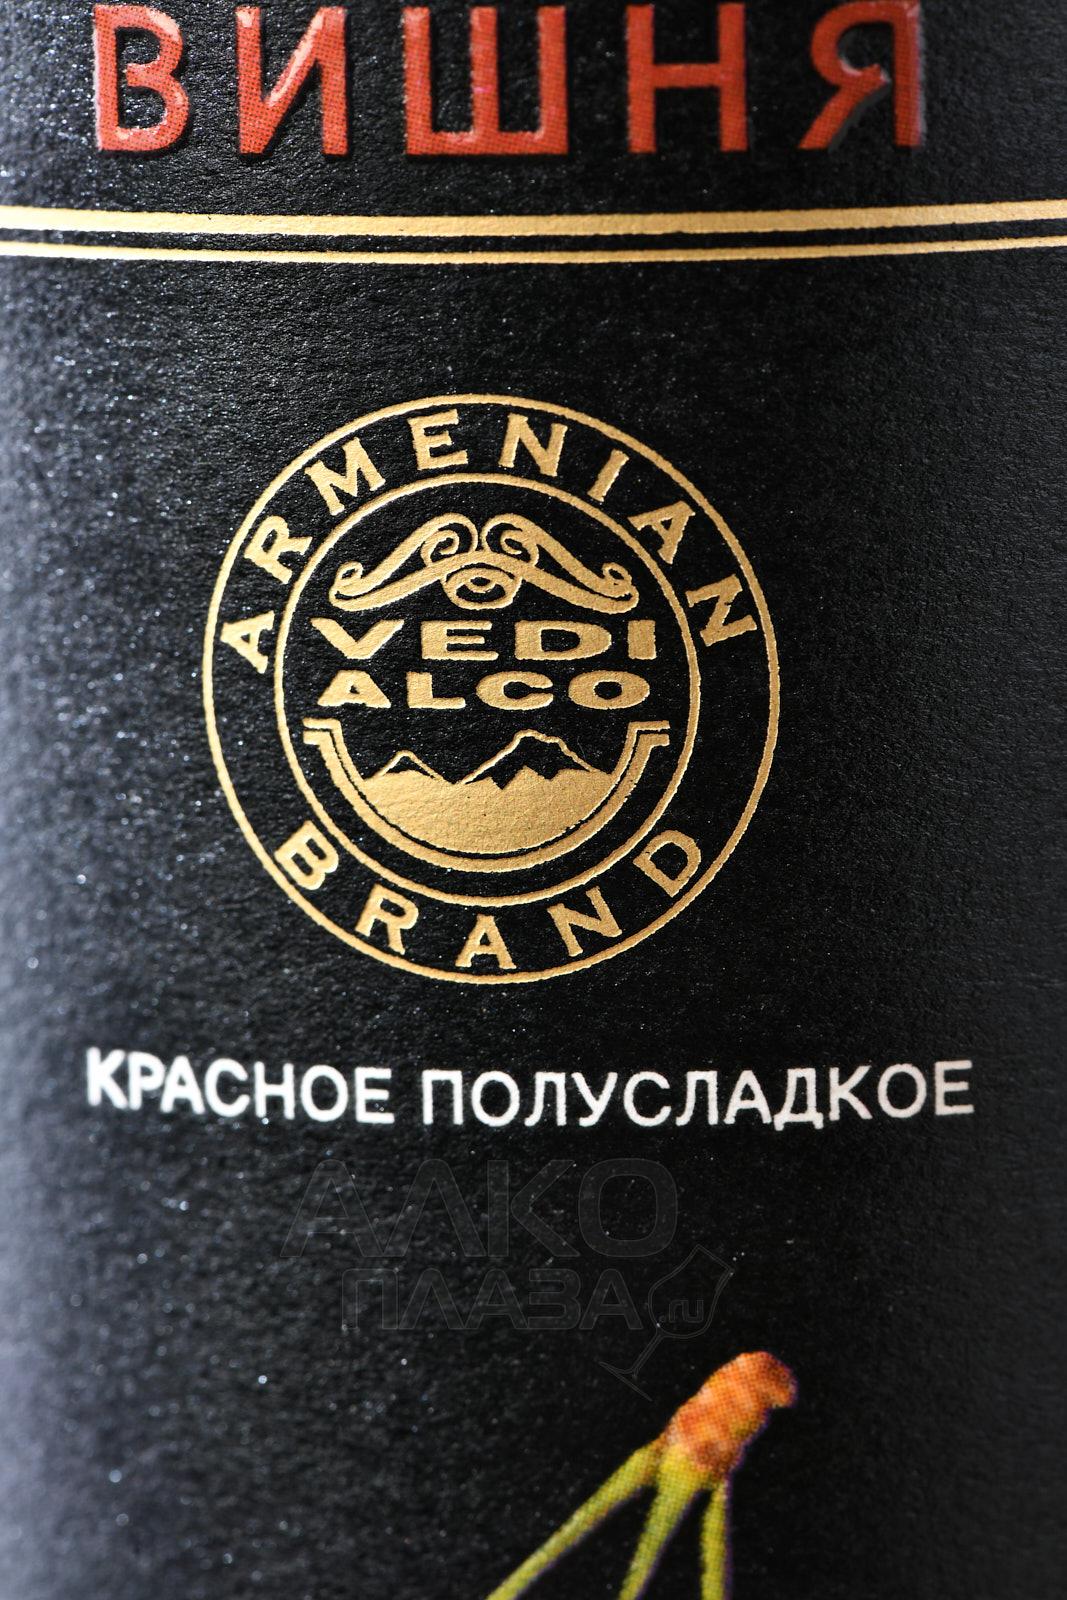 ВИШНЯ
ARMENIAN
VEDI
ALCO
BRAND
КРАСНОЕ ПОЛУСЛАДКОЕ
АЛКО
ПЛАЗА.ru